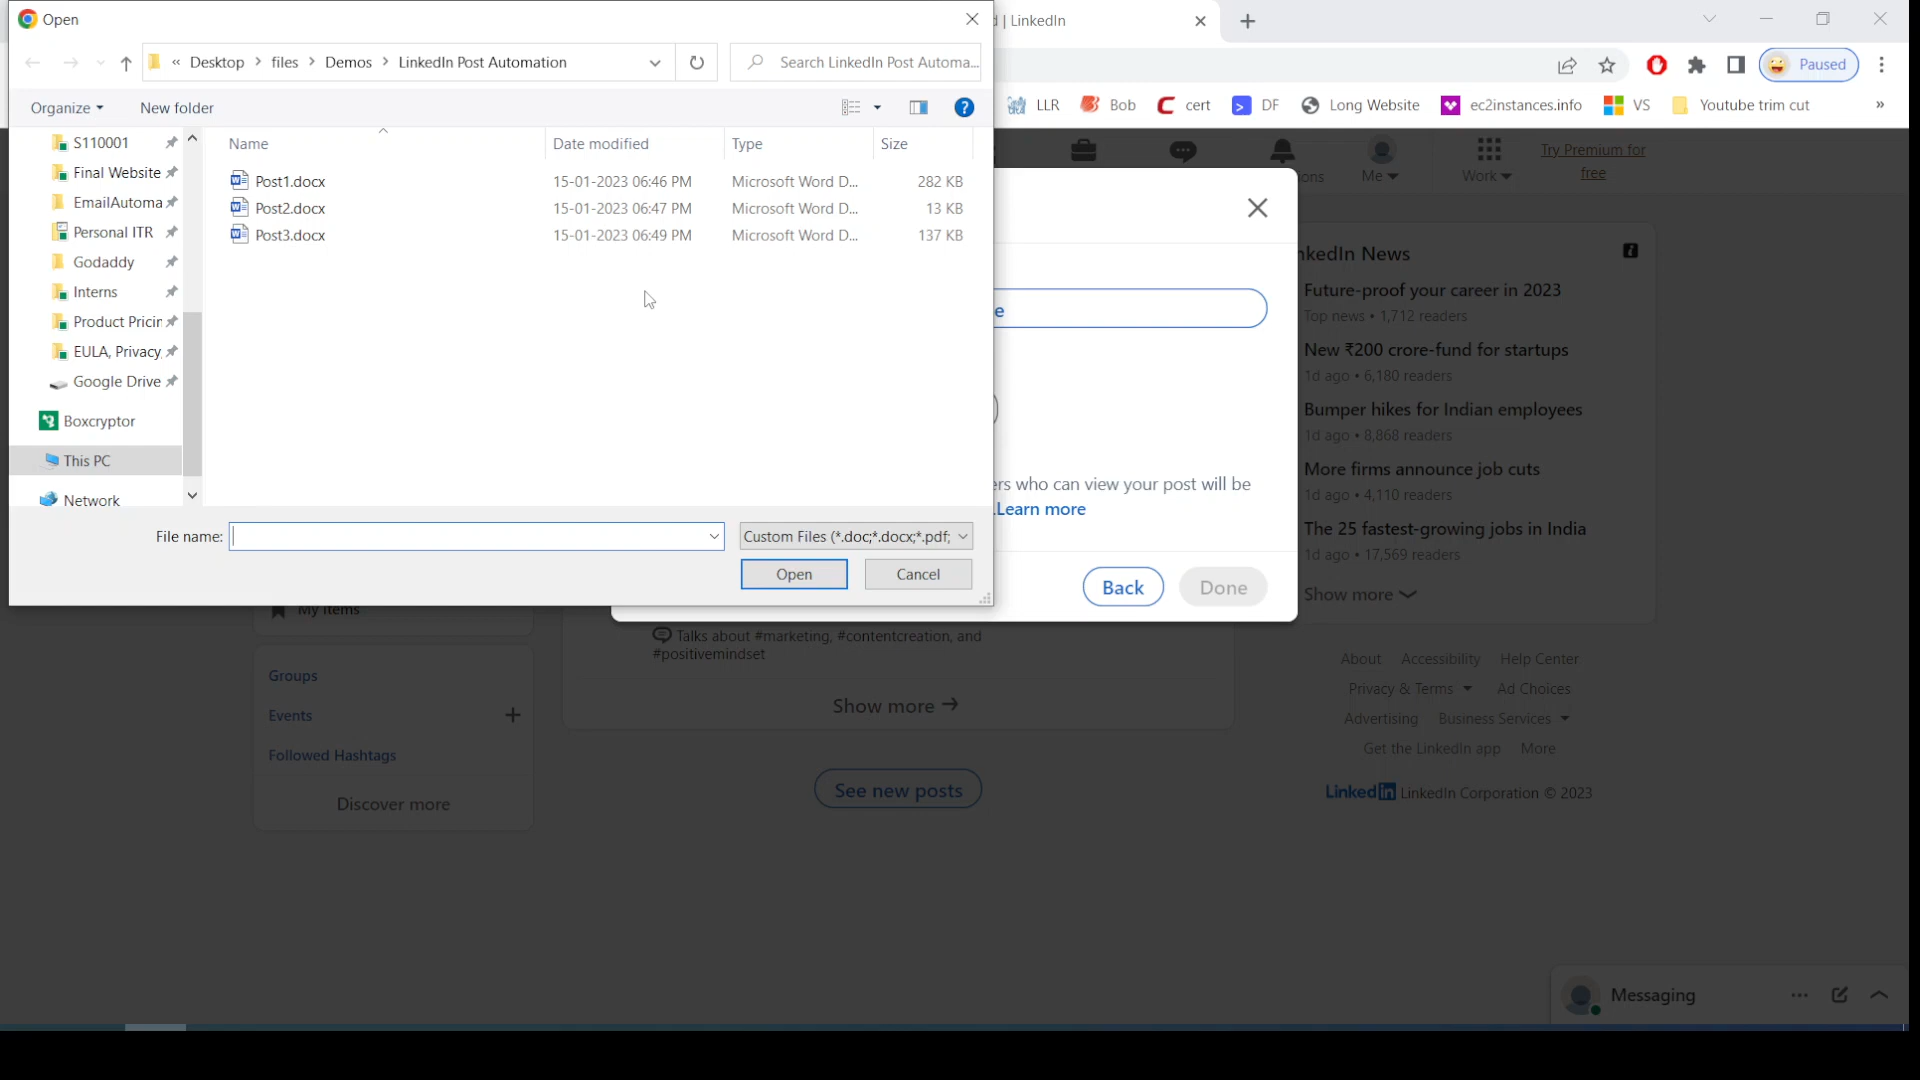 Open
d | LinkedIn
« Desktop > files > Demos > LinkedIn Post Automation
Search LinkedIn Post Automa...
Paused
Organize
New folder
LLR
Bob
cert
DF
Long Website
ec2instances.info
VS
Youtube trim cut
»
Name
Date modified
Type
Size
S110001
Final Website
EmailAutoma
Personal ITR
Godaddy
Interns
Product Pricin
EULA, Privacy,
Google Drive
Boxcryptor
This PC
Network
Post1.docx 15-01-2023 06:46 PM Microsoft Word D... 282 KB
Post2.docx 15-01-2023 06:47 PM Microsoft Word D... 13 KB
Post3.docx 15-01-2023 06:49 PM Microsoft Word D... 137 KB
File name:
Custom Files (*.doc;*.docx;*.pdf;
Open
Cancel
ons
Me
Work
Try Premium for
free
e
ers who can view your post will be
.Learn more
Back
Done
nkedIn News
Future-proof your career in 2023
Top news • 1,712 readers
New ₹200 crore-fund for startups
1d ago • 6,180 readers
Bumper hikes for Indian employees
1d ago • 8,868 readers
More firms announce job cuts
1d ago • 4,110 readers
The 25 fastest-growing jobs in India
1d ago • 17,569 readers
Show more
My items
Groups
Events
Followed Hashtags
Discover more
Talks about #marketing, #contentcreation, and
#positivemindset
Show more →
See new posts
About Accessibility Help Center
Privacy & Terms Ad Choices
Advertising Business Services
Get the LinkedIn app More
LinkedIn LinkedIn Corporation © 2023
Messaging